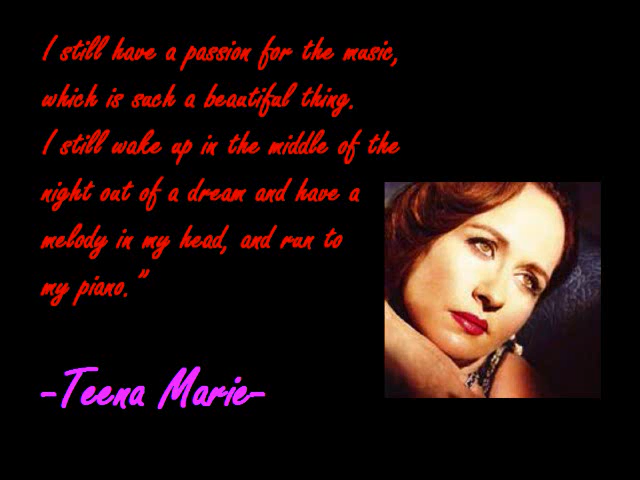 I still have a passion for the music,
which is such a beautiful thing.
I still wake up in the middle of the
night out of a dream and have a
melody in my head, and run to
my piano.”
-Teena Marie-